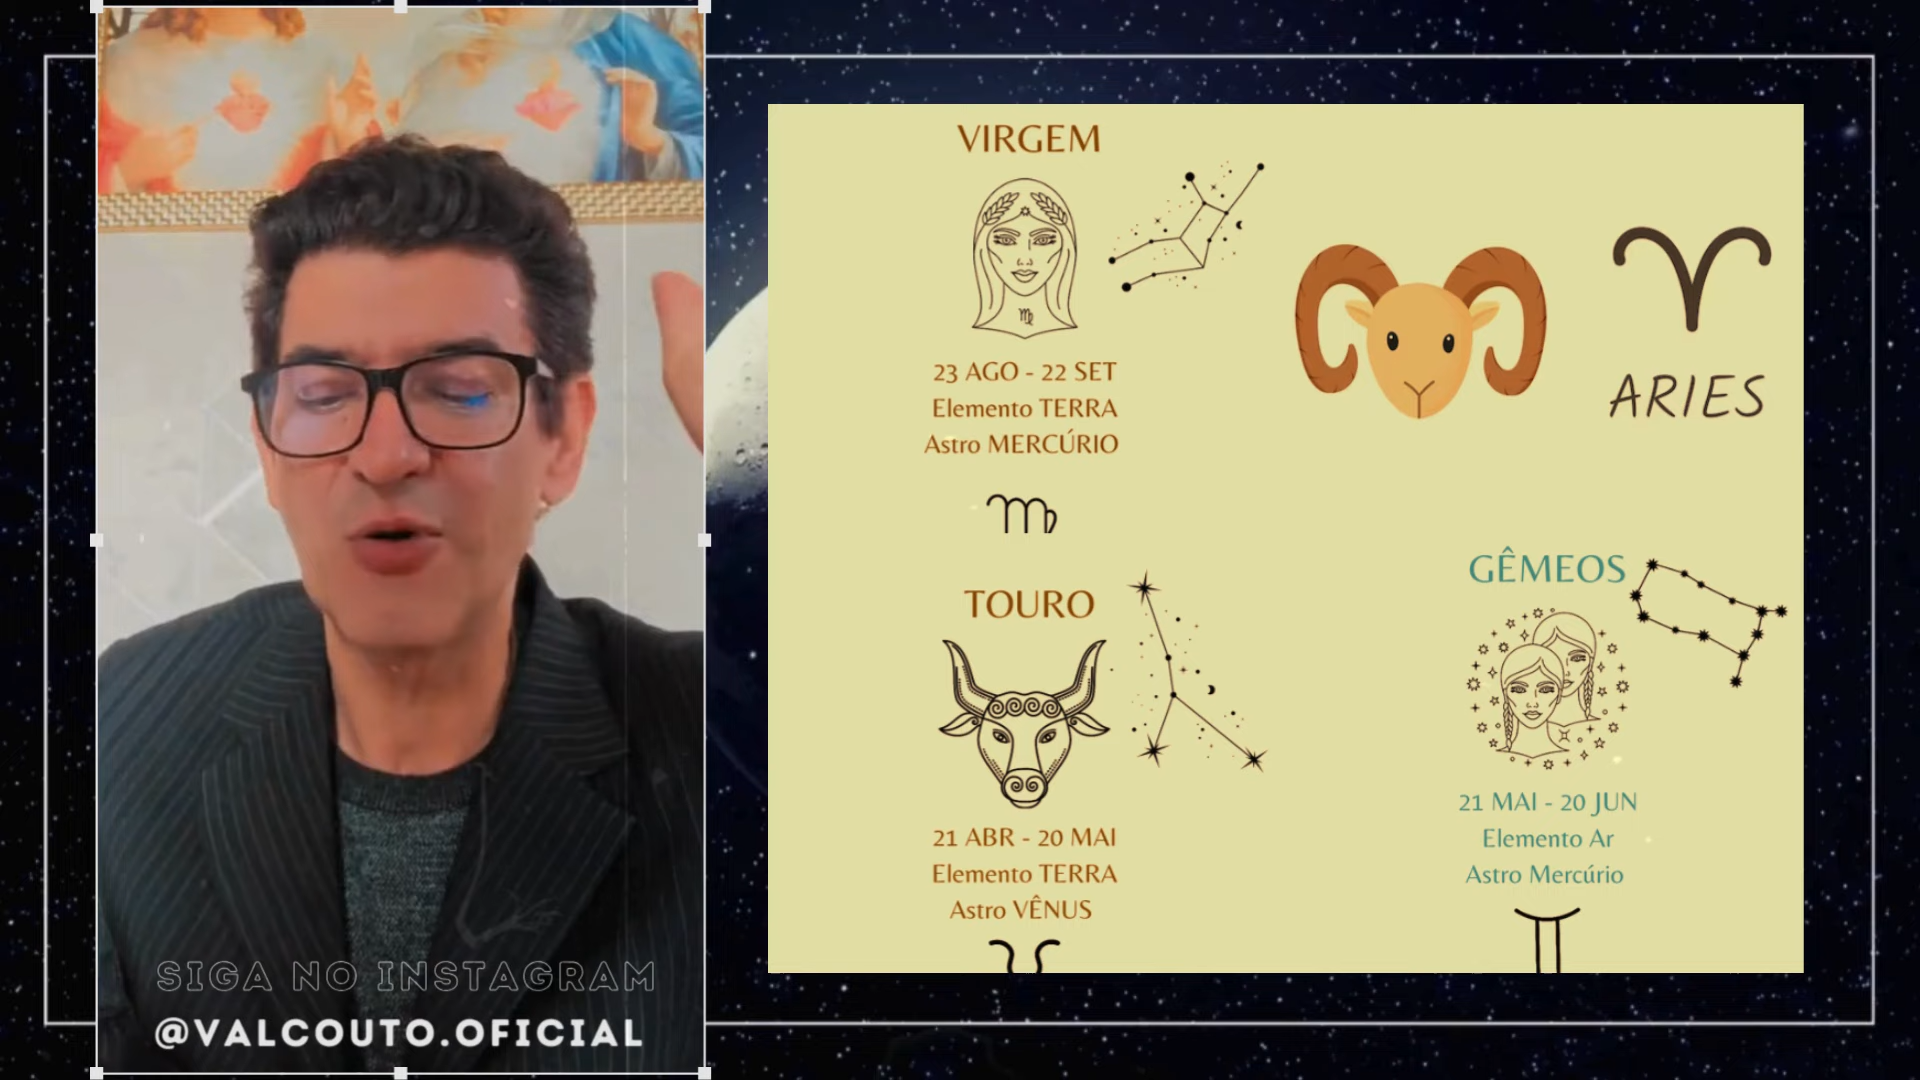 SIGA NO INSTAGRAM
@VALCOUTO.OFICIAL
VIRGEM
23 AGO - 22 SET
Elemento TERRA
Astro MERCÚRIO
ARIES
TOURO
21 ABR - 20 MAI
Elemento TERRA
Astro VÊNUS
GÊMEOS
21 MAI - 20 JUN
Elemento Ar
Astro Mercúrio